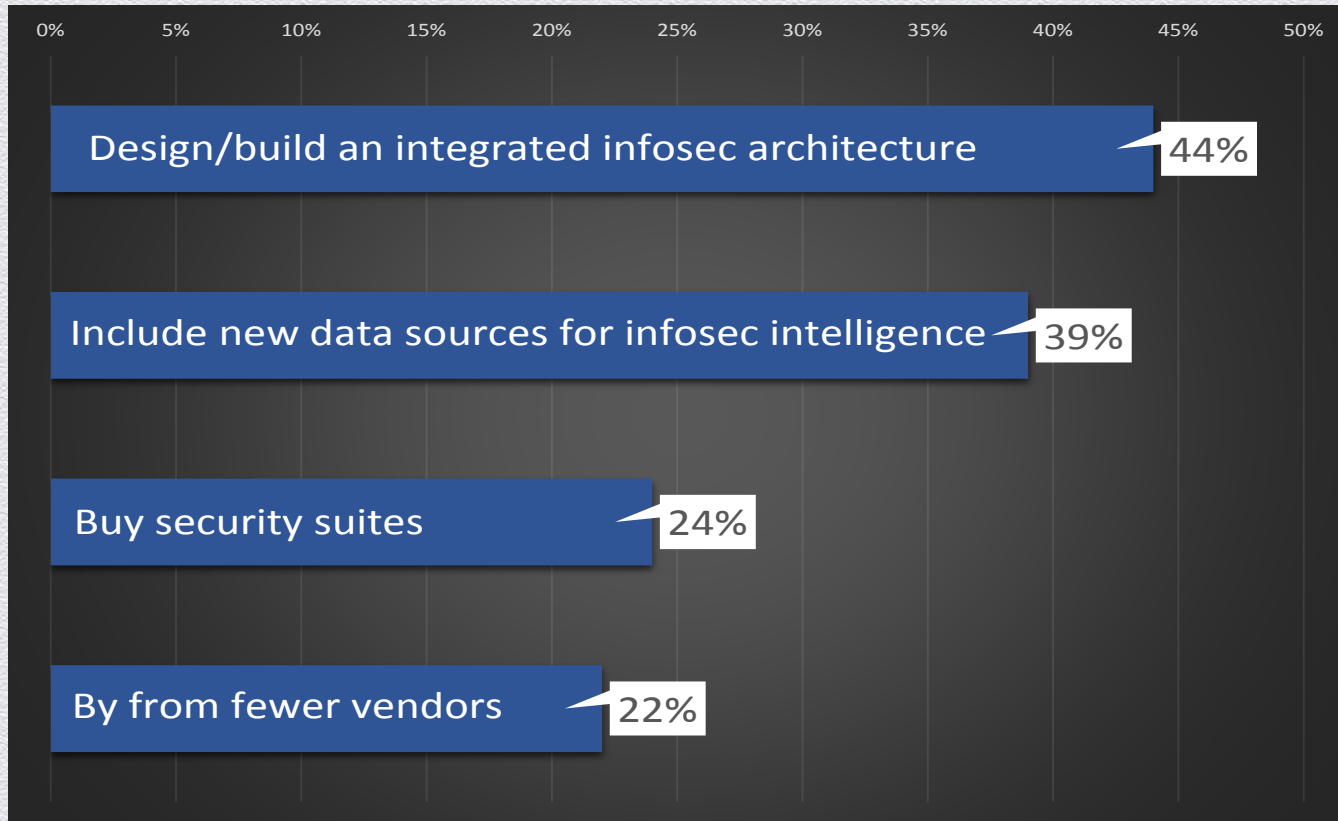 0% 5% 10% 15% 20% 25% 30% 35% 40% 45% 50%
Design/build an integrated infosec architecture 44%
Include new data sources for infosec intelligence 39%
Buy security suites 24%
By from fewer vendors 22%